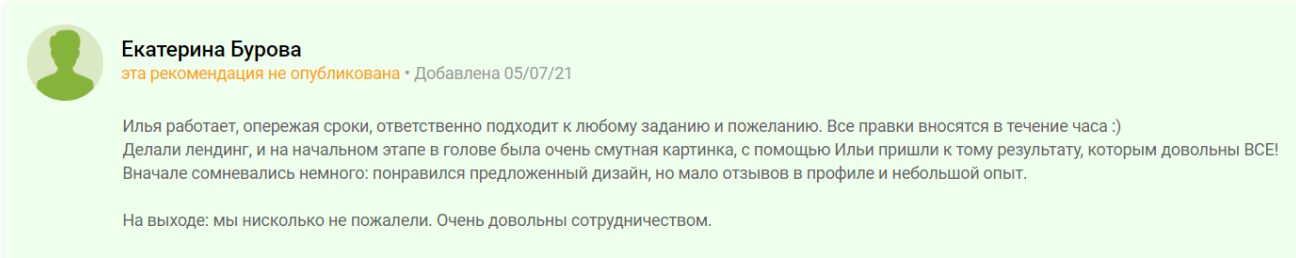 Екатерина Бурова
эта рекомендация не опубликована • Добавлена 05/07/21
Илья работает, опережая сроки, ответственно подходит к любому заданию и пожеланию. Все правки вносятся в течение часа :)
Делали лендинг, и на начальном этапе в голове была очень смутная картинка, с помощью Ильи пришли к тому результату, которым довольны ВСЕ!
Вначале сомневались немного: понравился предложенный дизайн, но мало отзывов в профиле и небольшой опыт.
На выходе: мы нисколько не пожалели. Очень довольны сотрудничеством.